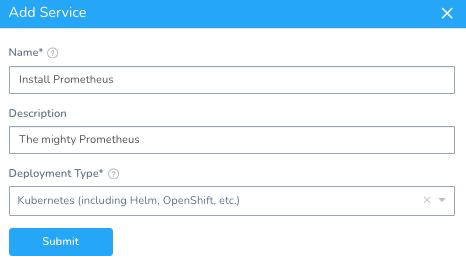 Add Service
Name*
Install Prometheus
Description
The mighty Prometheus
Deployment Type*
Kubernetes (including Helm, OpenShift, etc.)
Submit